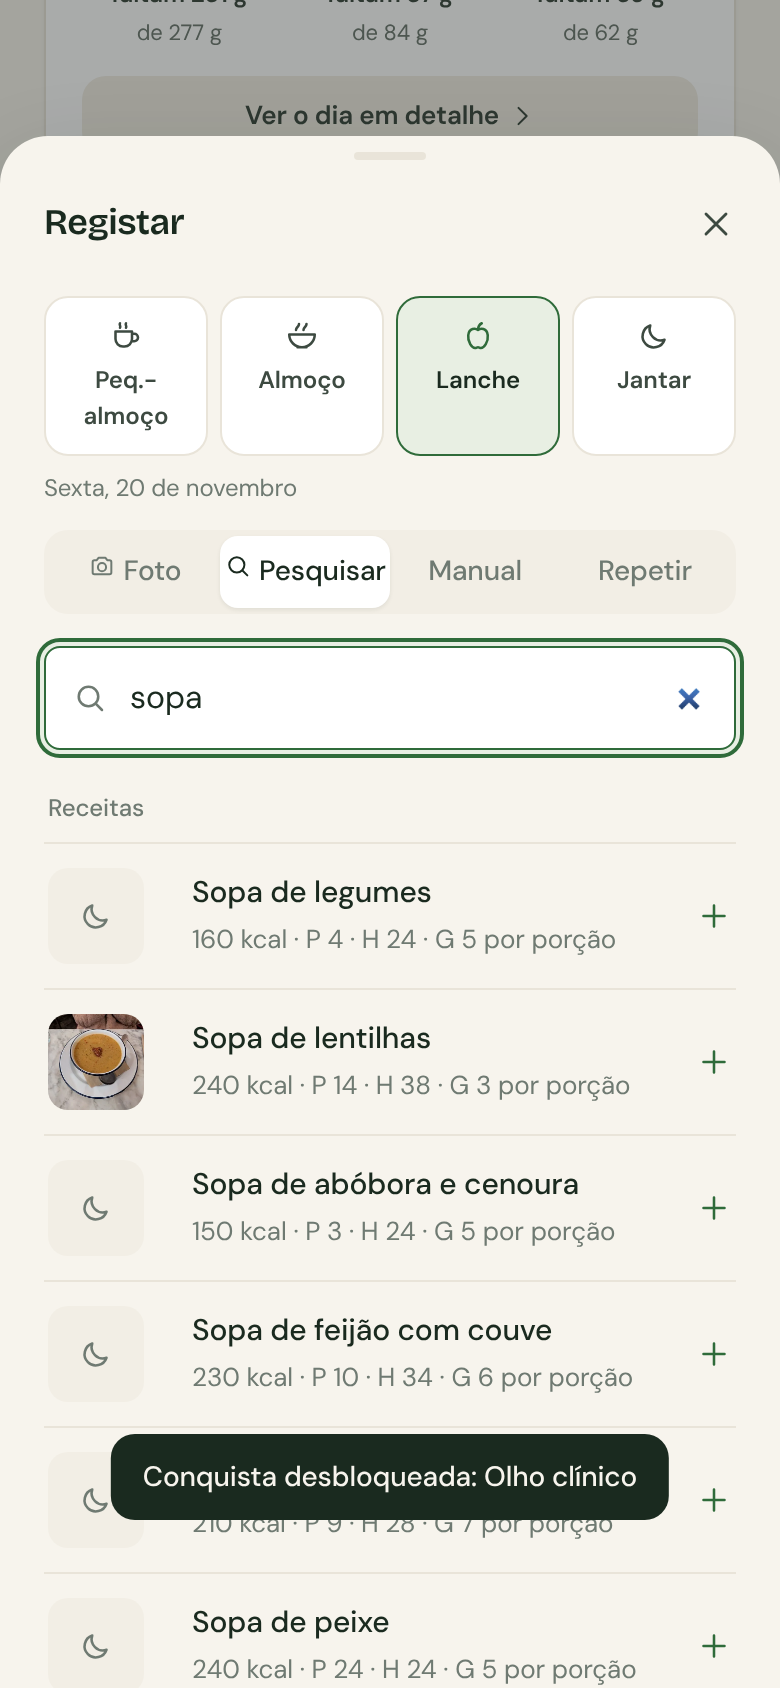 de 277 g
de 84 g
de 62 g
Ver o dia em detalhe
Registar
Peq.-
almoço
Almoço
Lanche
Jantar
Sexta, 20 de novembro
Foto
Pesquisar
Manual
Repetir
sopa
Receitas
Sopa de legumes
160 kcal · P 4 · H 24 · G 5 por porção
Sopa de lentilhas
240 kcal · P 14 · H 38 · G 3 por porção
Sopa de abóbora e cenoura
150 kcal · P 3 · H 24 · G 5 por porção
Sopa de feijão com couve
230 kcal · P 10 · H 34 · G 6 por porção
Conquista desbloqueada: Olho clínico
210 kcal · P 9 · H 28 · G 7 por porção
Sopa de peixe
240 kcal · P 24 · H 24 · G 5 por porção